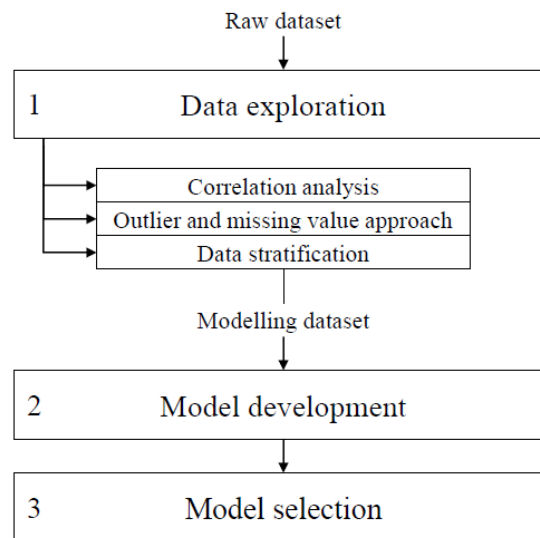 Raw dataset
1 Data exploration
Correlation analysis
Outlier and missing value approach
Data stratification
Modelling dataset
2 Model development
3 Model selection